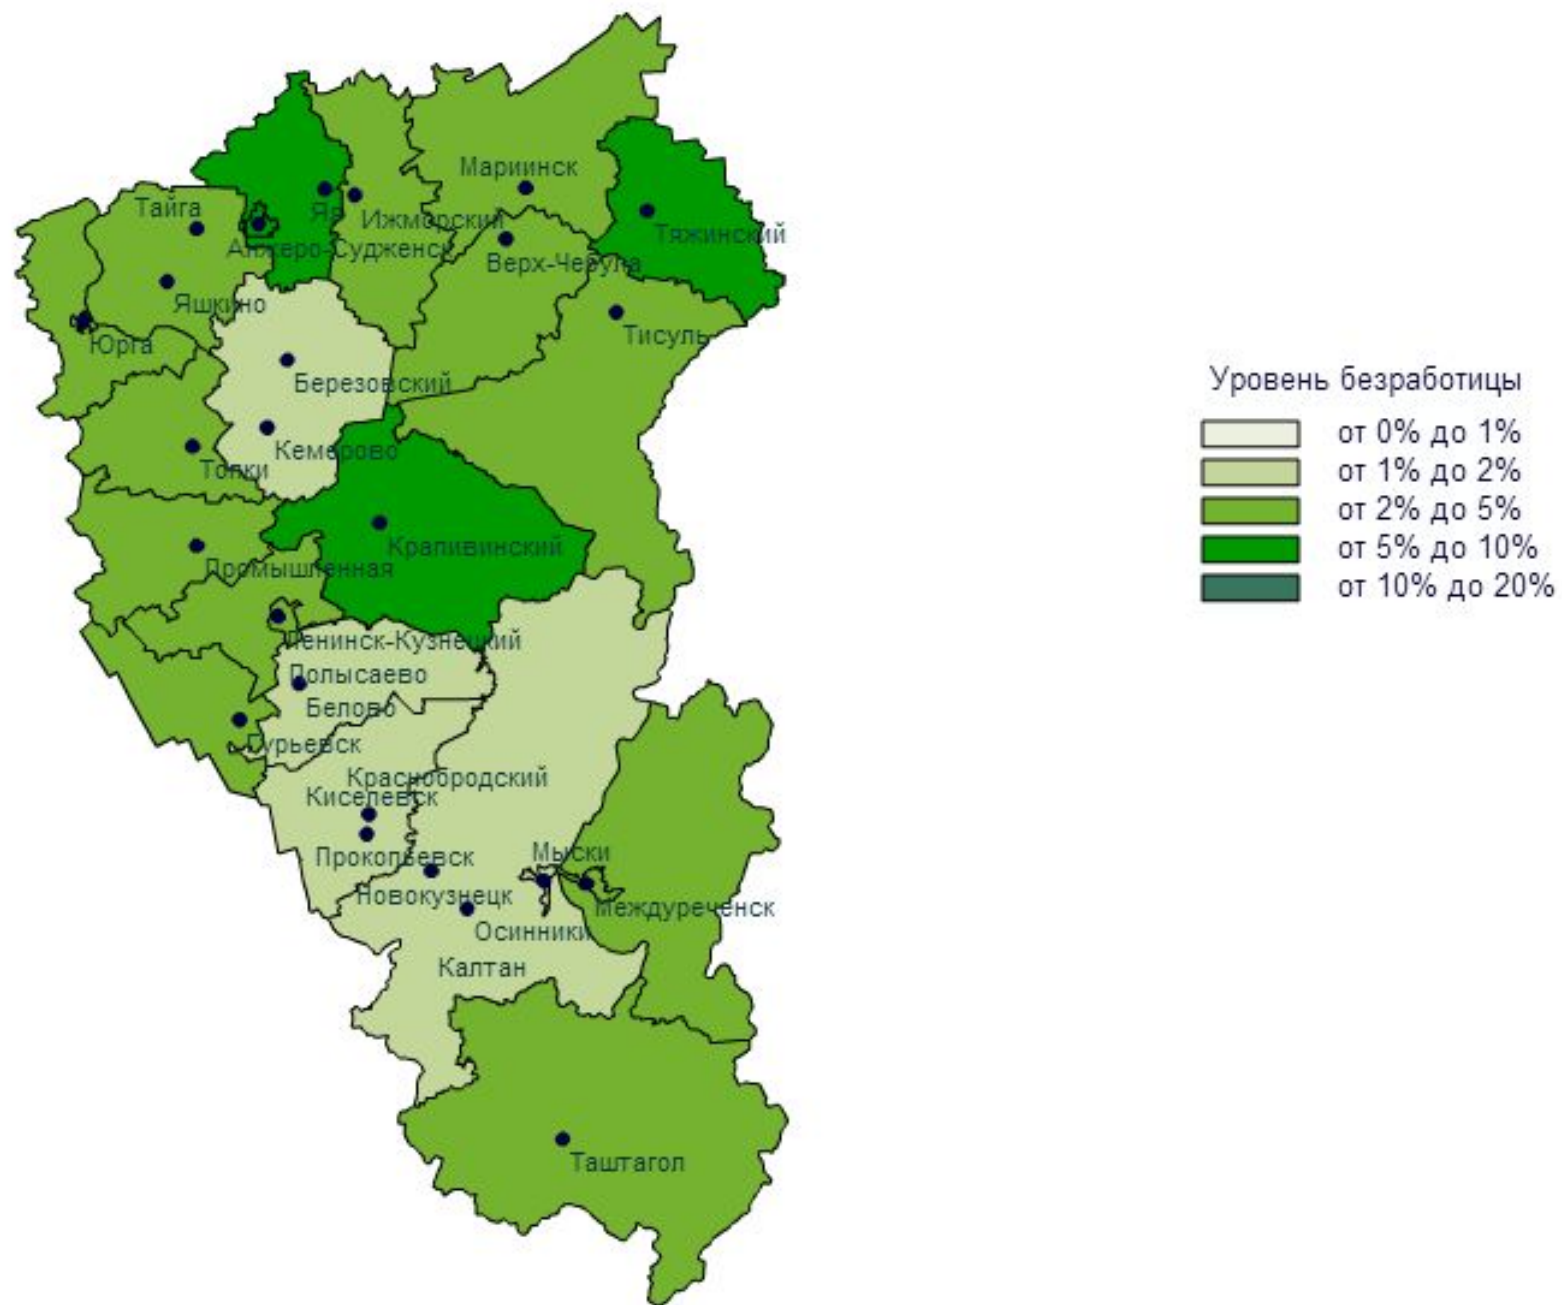 Мариинск
Тайга
Яя
Ижморский
Тяжинский
Анжеро-Судженск
Верх-Чебула
Яшкино
Тисуль
Юрга
Березовский
Кемерово
Топки
Крапивинский
Промышленная
Ленинск-Кузнецкий
Полысаево
Белово
Гурьевск
Краснобродский
Киселевск
Прокопьевск
Мыски
Новокузнецк
Междуреченск
Осинники
Калтан
Таштагол
Уровень безработицы
от 0% до 1%
от 1% до 2%
от 2% до 5%
от 5% до 10%
от 10% до 20%